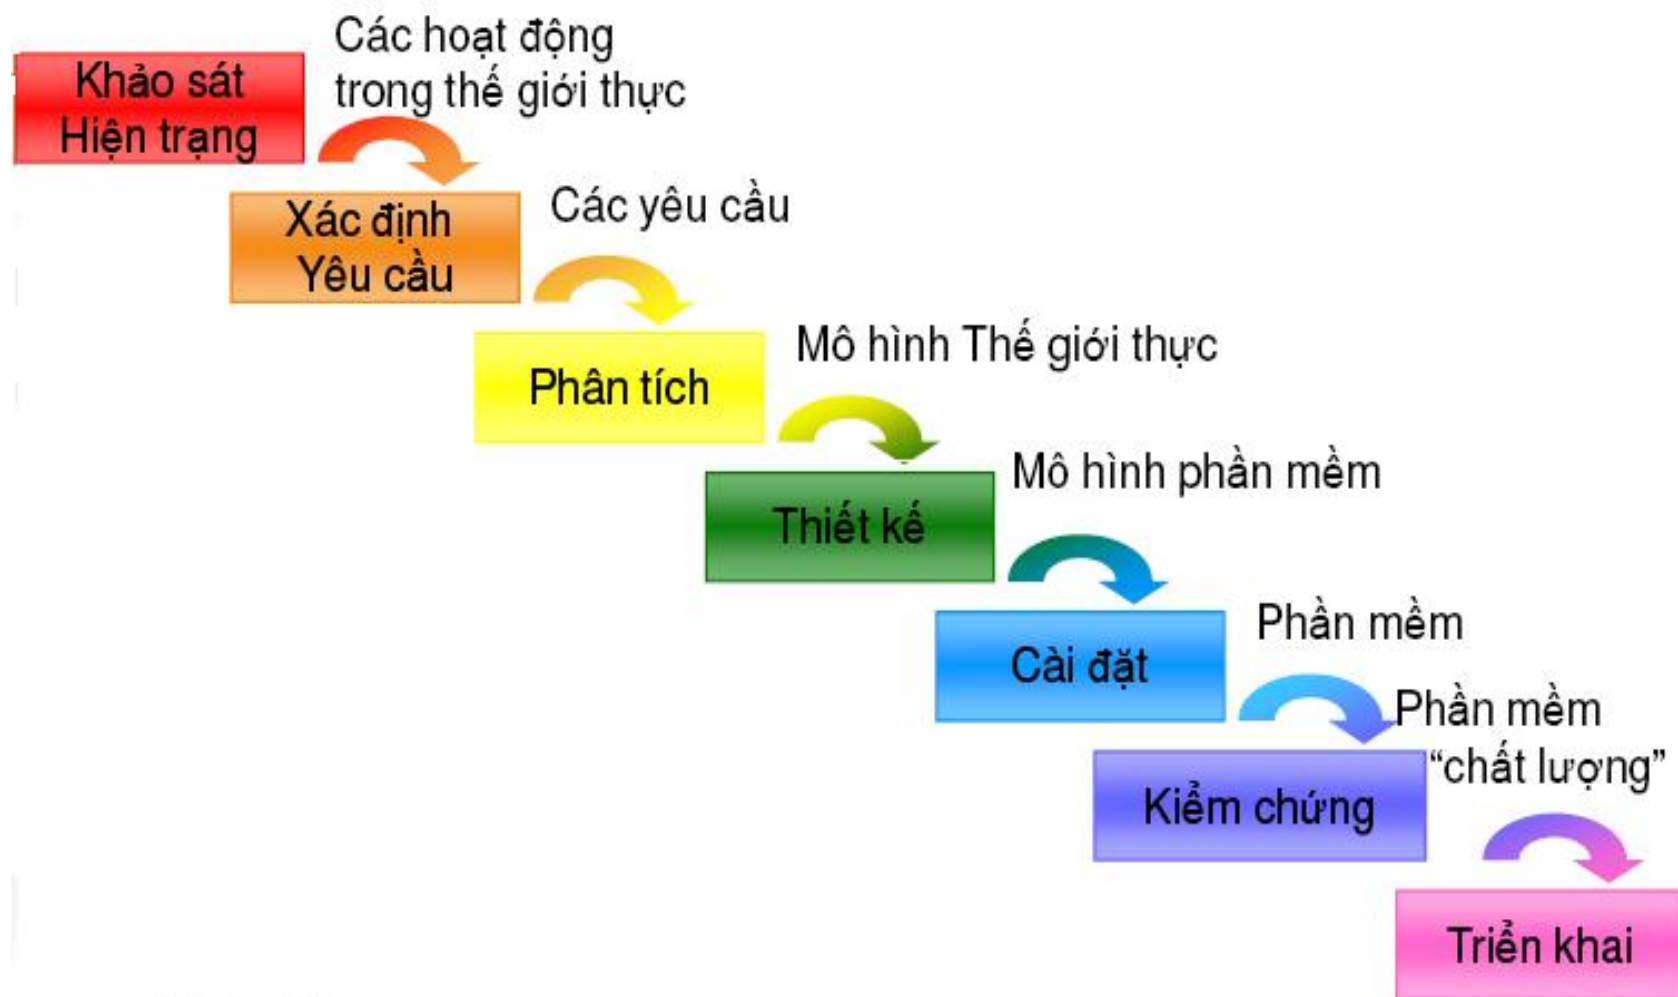 Các hoạt động
trong thế giới thực
Khảo sát
Hiện trạng
Các yêu cầu
Xác định
Yêu cầu
Mô hình Thế giới thực
Phân tích
Mô hình phần mềm
Thiết kế
Phần mềm
Cài đặt
Phần mềm
“chất lượng”
Kiểm chứng
Triển khai